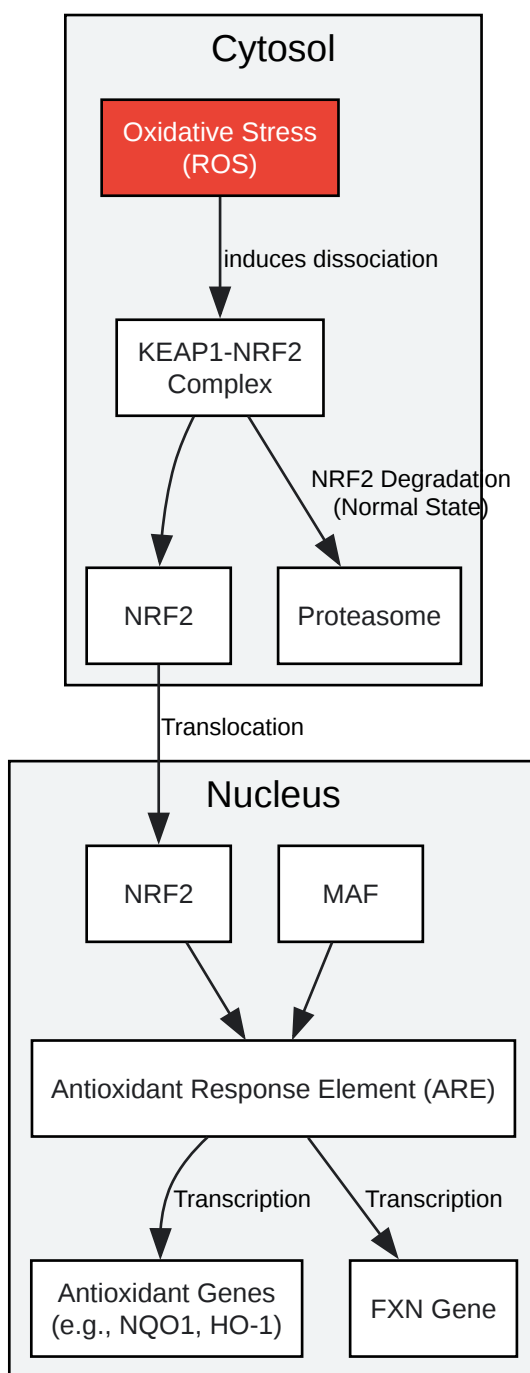 Cytosol
Oxidative Stress
(ROS)
induces dissociation
KEAP1-NRF2
Complex
NRF2 Degradation
(Normal State)
NRF2
Proteasome
Translocation
Nucleus
NRF2
MAF
Antioxidant Response Element (ARE)
Transcription
Transcription
Antioxidant Genes
(e.g., NQO1, HO-1)
FXN Gene